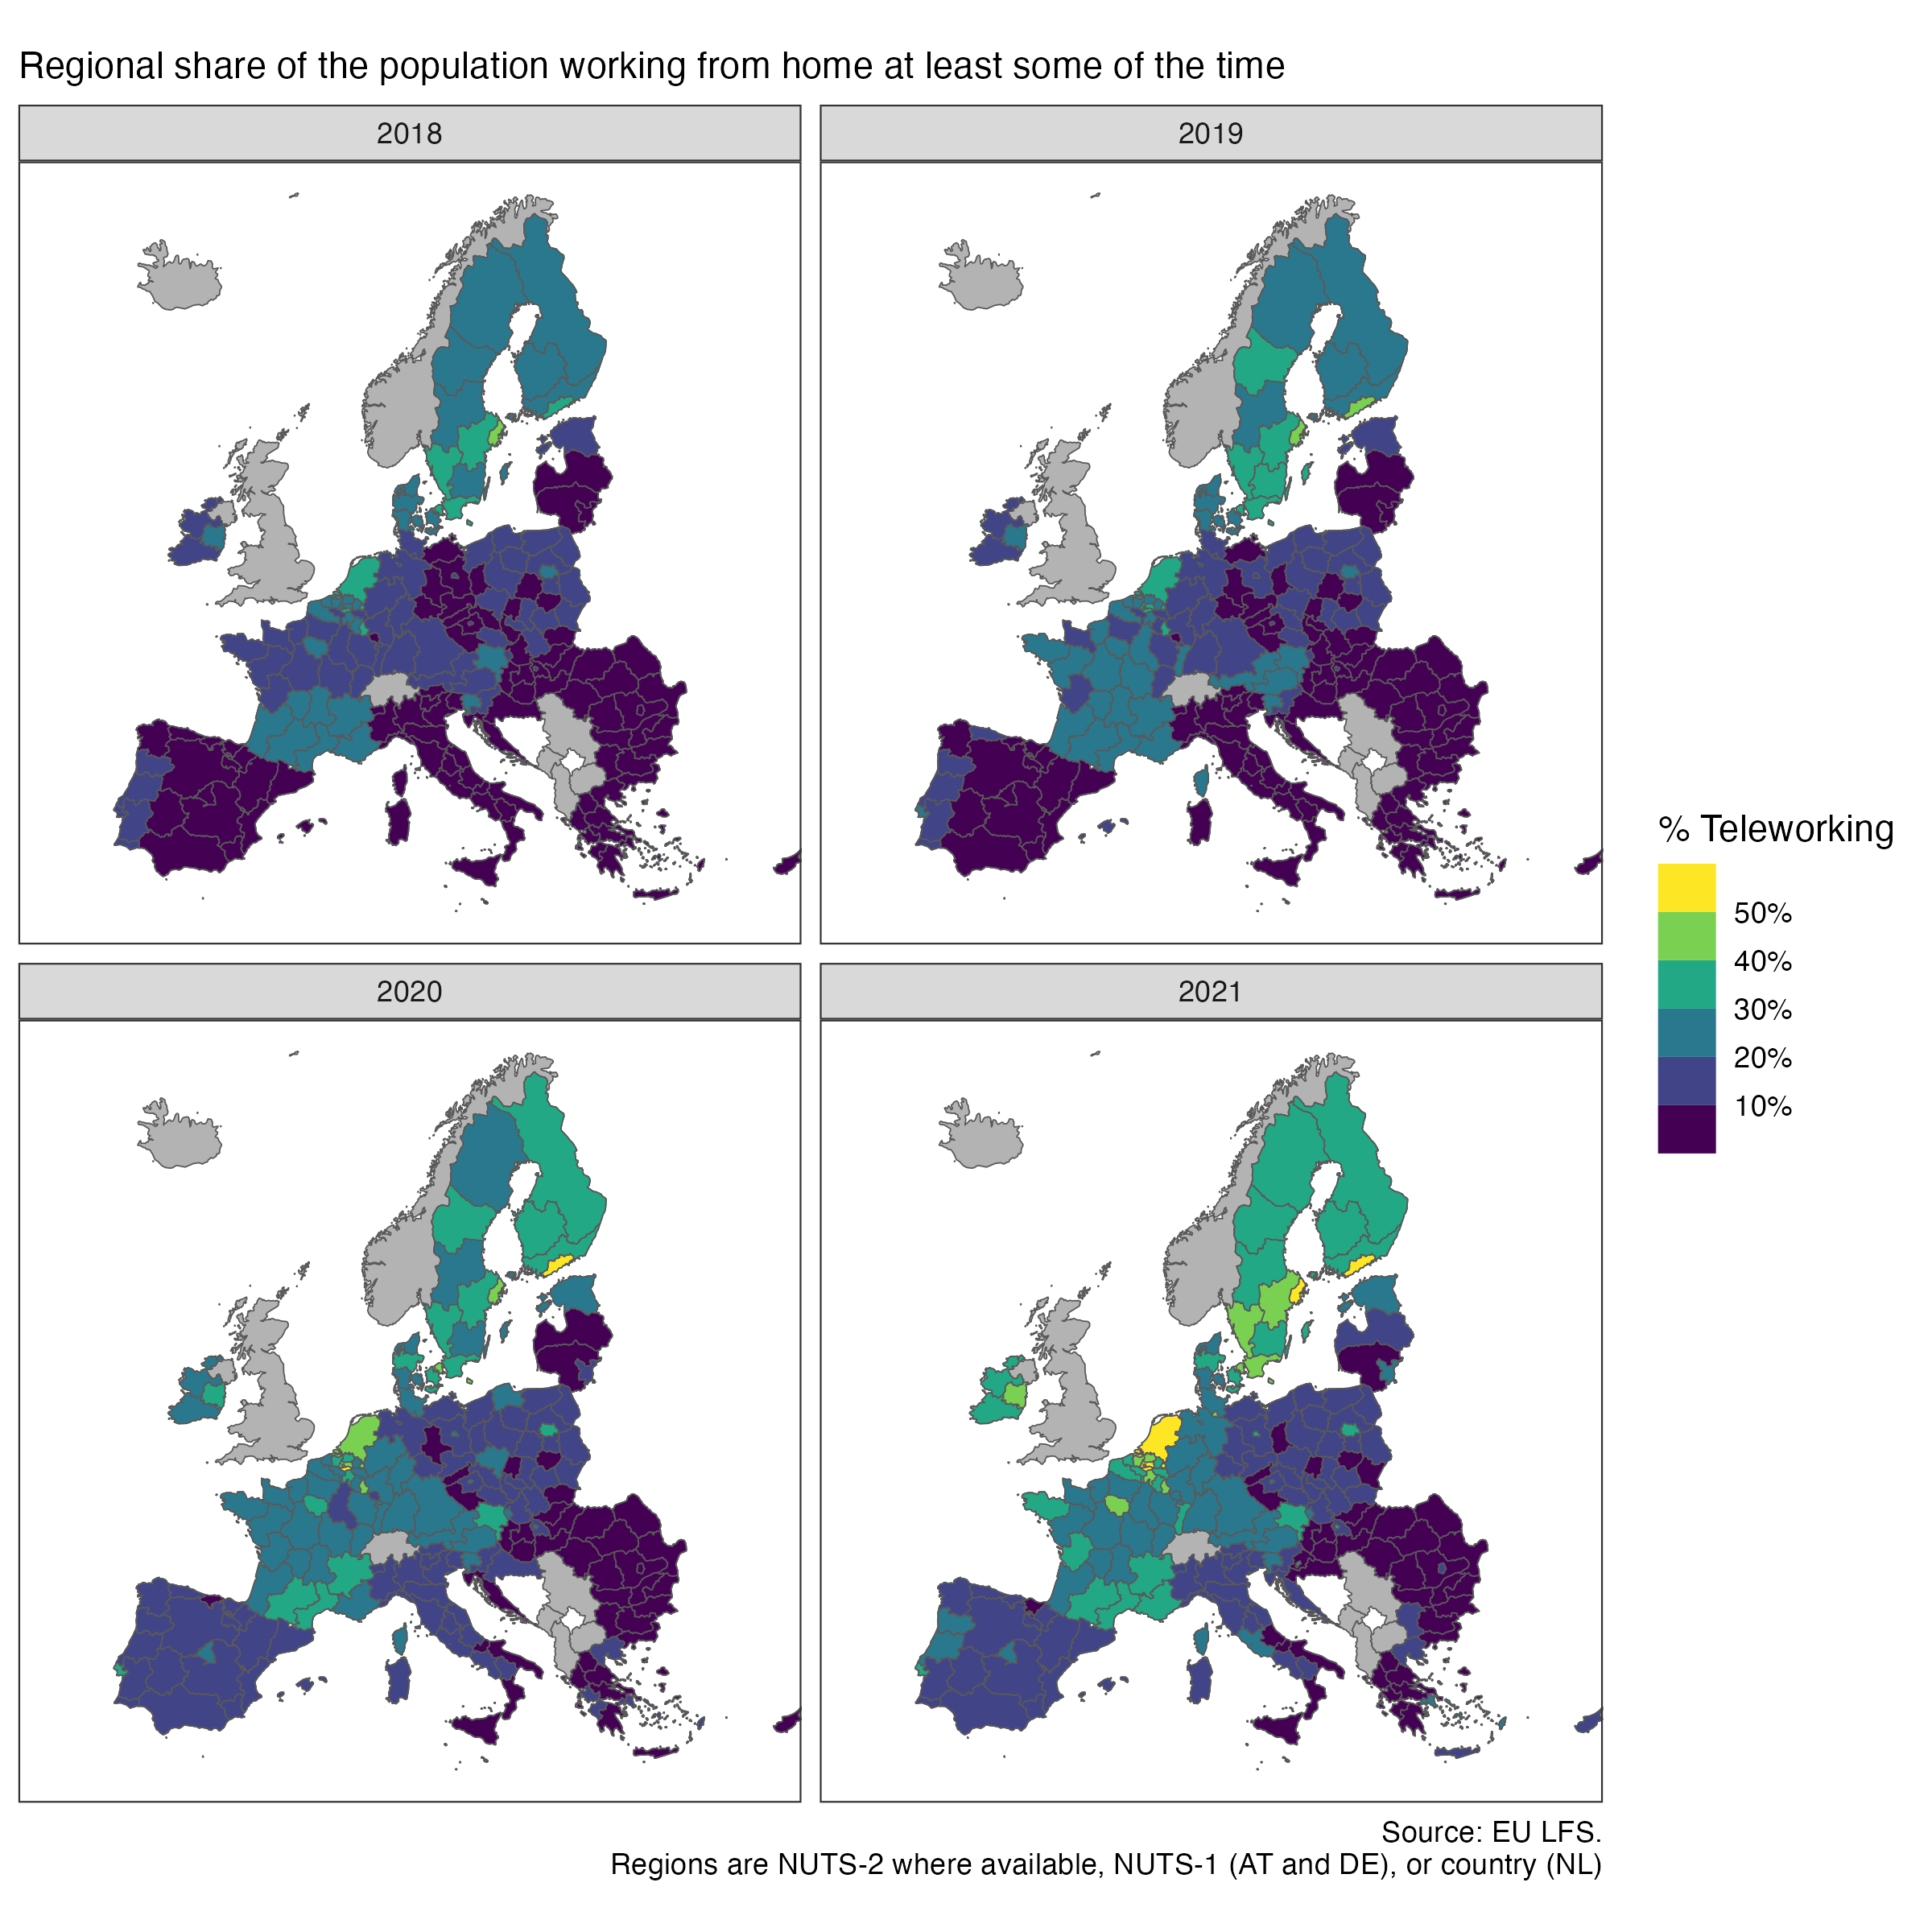 Regional share of the population working from home at least some of the time
2018
2019
2020
2021
% Teleworking
50%
40%
30%
20%
10%
Source: EU LFS.
Regions are NUTS-2 where available, NUTS-1 (AT and DE), or country (NL)